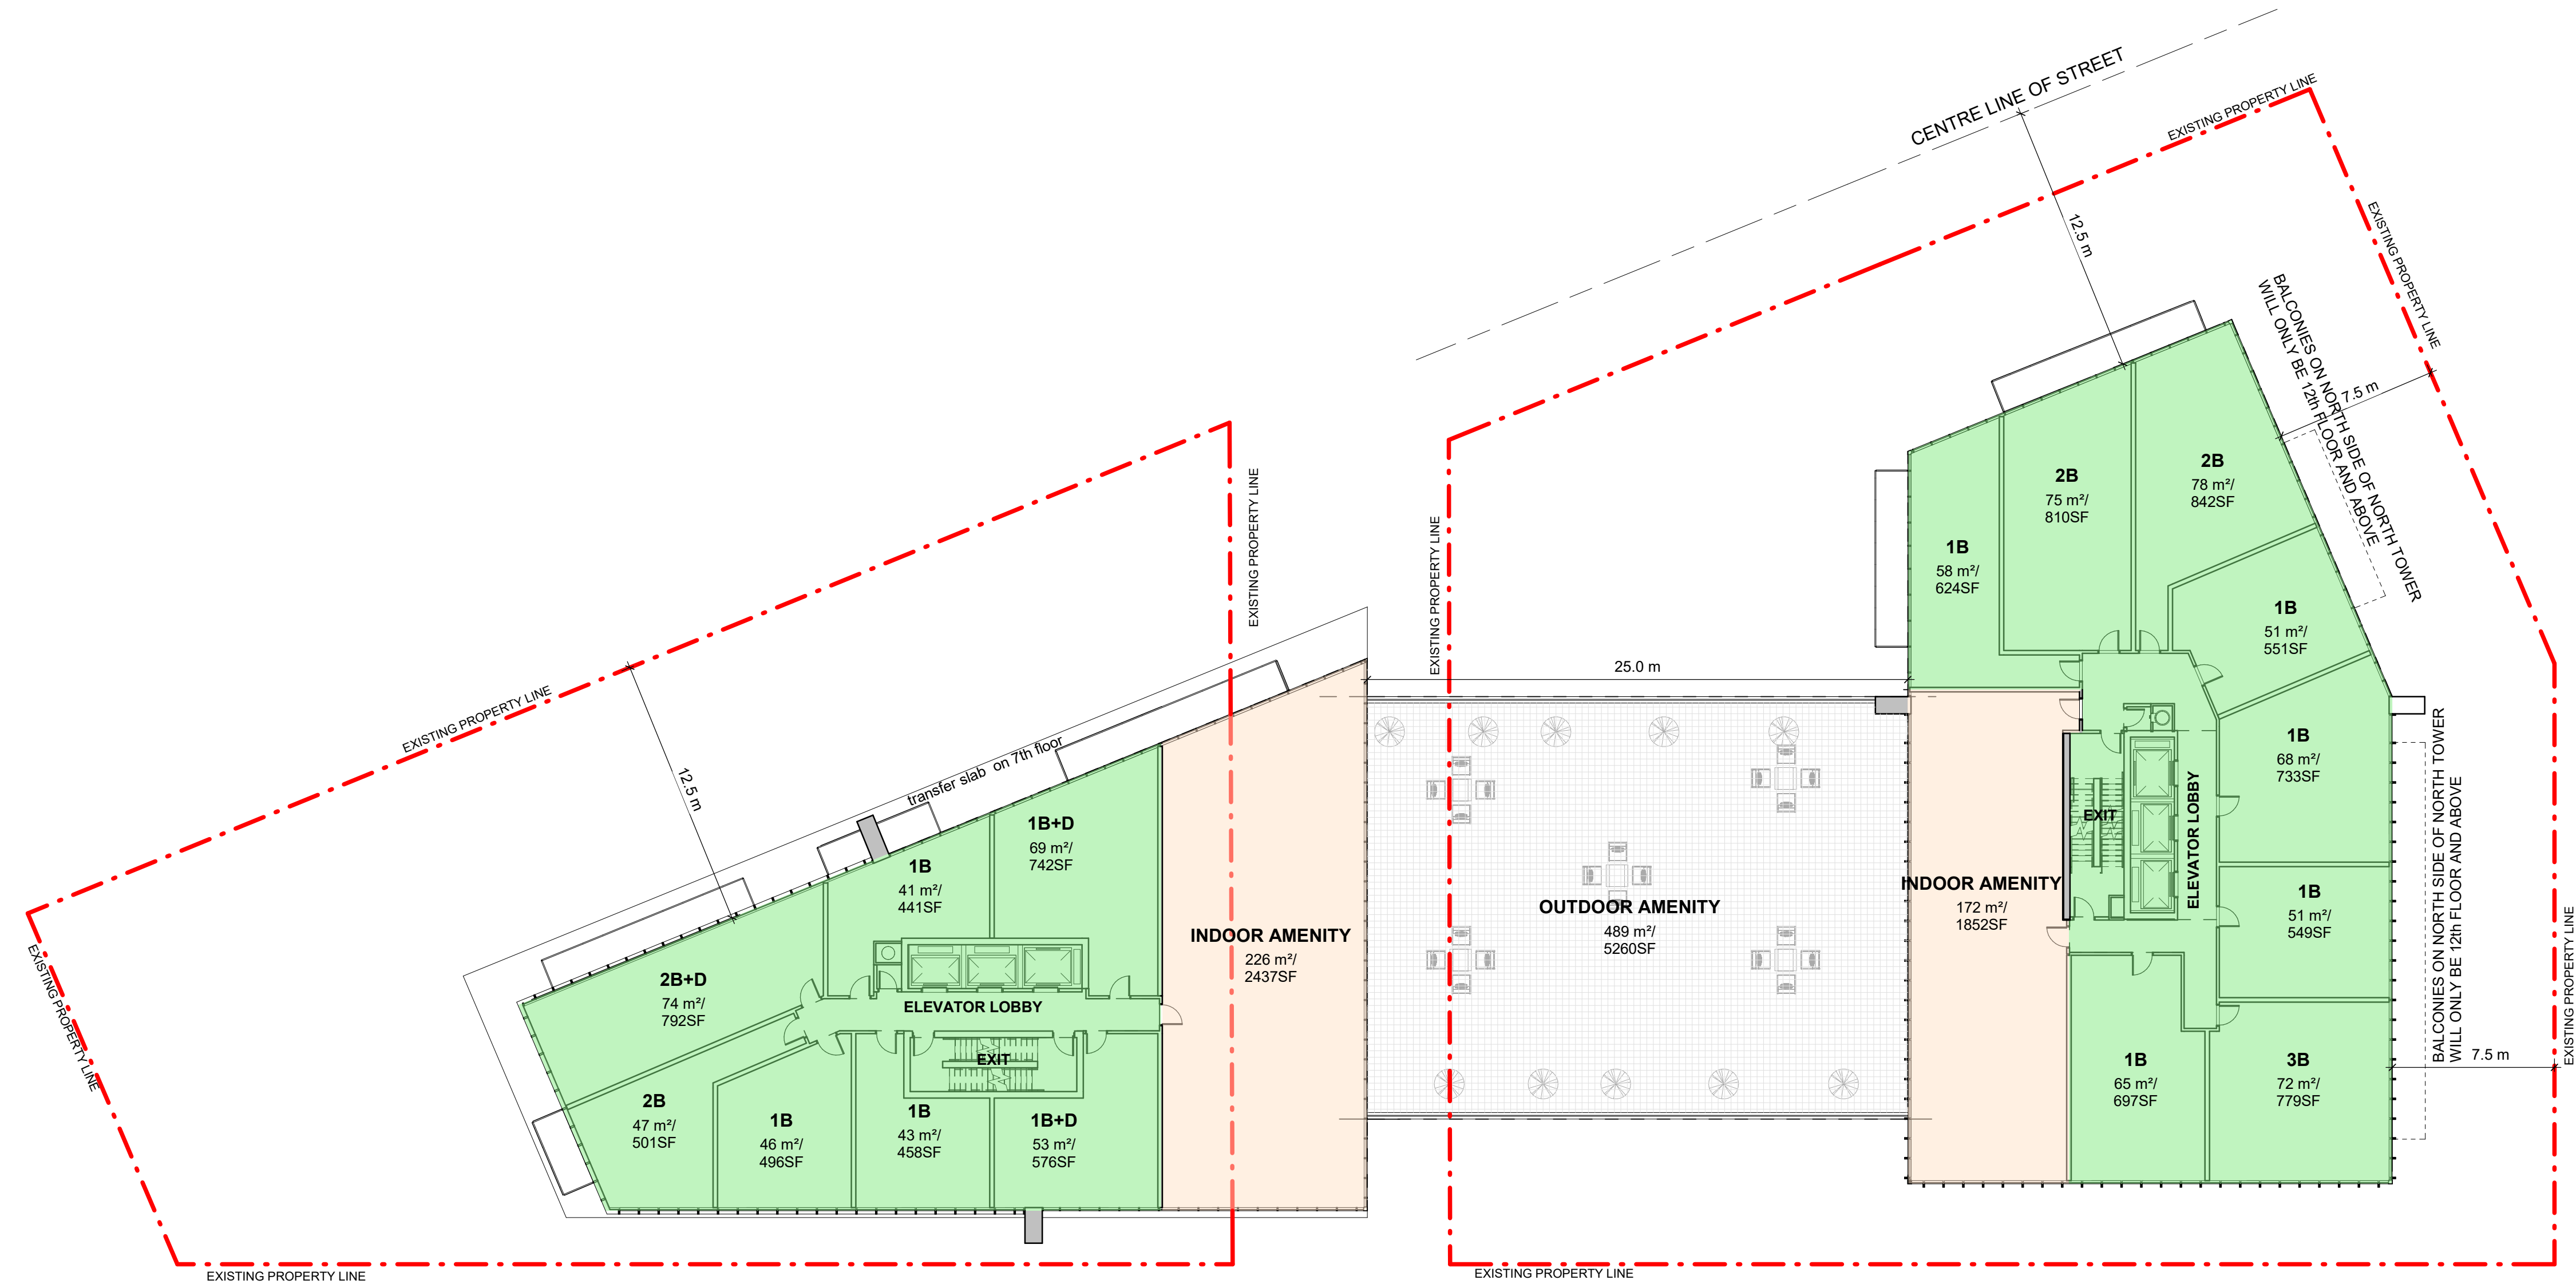 CENTRE LINE OF STREET
EXISTING PROPERTY LINE
12.5 m
EXISTING PROPERTY LINE
BALCONIES ON NORTH SIDE OF NORTH TOWER
WILL ONLY BE 12th FLOOR AND ABOVE
7.5 m
EXISTING PROPERTY LINE
EXISTING PROPERTY LINE
2B
75 m²/
810SF
2B
78 m²/
842SF
1B
58 m²/
624SF
1B
51 m²/
551SF
25.0 m
EXISTING PROPERTY LINE
12.5 m
transfer slab on 7th floor
1B
68 m²/
733SF
BALCONIES ON NORTH SIDE OF NORTH TOWER
WILL ONLY BE 12th FLOOR AND ABOVE
EXIT
ELEVATOR LOBBY
1B+D
69 m²/
742SF
1B
41 m²/
441SF
INDOOR AMENITY
226 m²/
2437SF
OUTDOOR AMENITY
489 m²/
5260SF
INDOOR AMENITY
172 m²/
1852SF
1B
51 m²/
549SF
EXISTING PROPERTY LINE
EXISTING PROPERTY LINE
2B+D
74 m²/
792SF
ELEVATOR LOBBY
EXIT
2B
47 m²/
501SF
1B
46 m²/
496SF
1B
43 m²/
458SF
1B+D
53 m²/
576SF
1B
65 m²/
697SF
3B
72 m²/
779SF
7.5 m
EXISTING PROPERTY LINE
EXISTING PROPERTY LINE